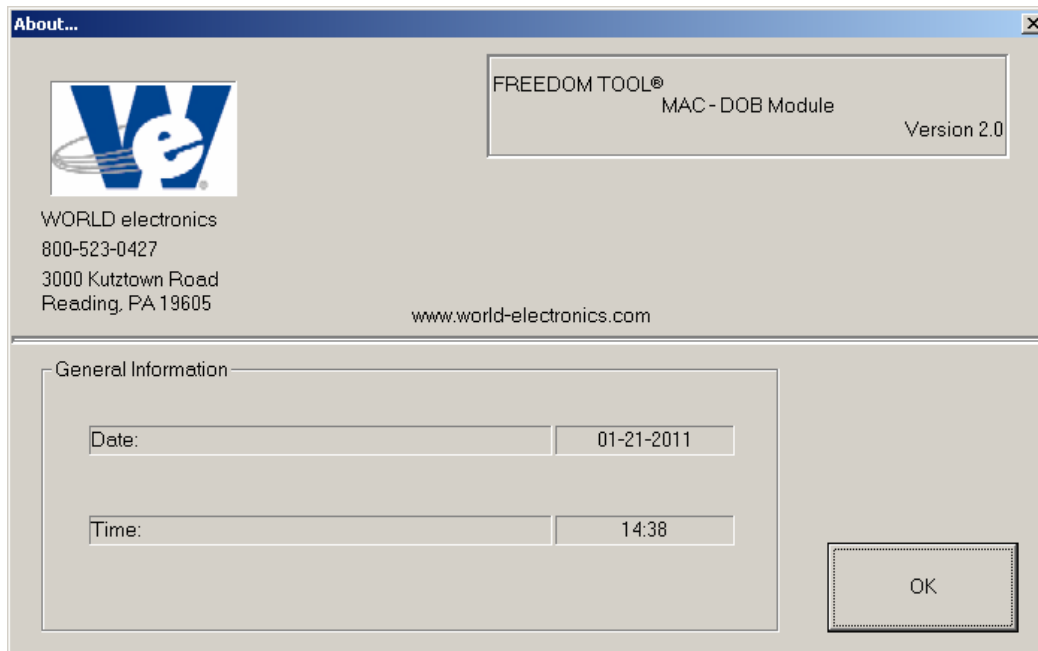 About...
FREEDOM TOOL®
MAC - DOB Module
Version 2.0
We®
WORLD electronics
800-523-0427
3000 Kutztown Road
Reading, PA 19605
www.world-electronics.com
General Information
Date:
01-21-2011
Time:
14:38
OK